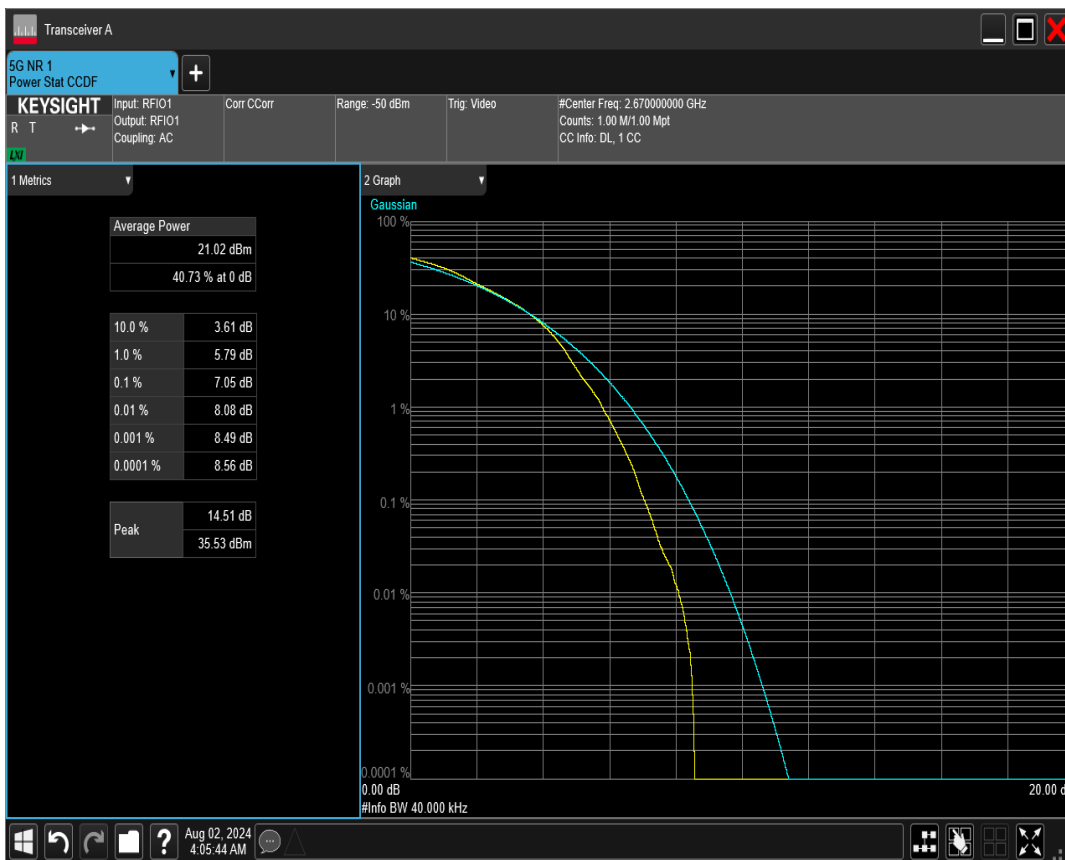 Transceiver A
5G NR 1
Power Stat CCDF
KEYSIGHT
R T
LXI
Input: RFIO1
Output: RFIO1
Coupling: AC
Corr CCorr
Range: -50 dBm
Trig: Video
#Center Freq: 2.670000000 GHz
Counts: 1.00 M/1.00 Mpt
CC Info: DL, 1 CC
1 Metrics
Average Power
21.02 dBm
40.73 % at 0 dB
10.0 % 3.61 dB
1.0 % 5.79 dB
0.1 % 7.05 dB
0.01 % 8.08 dB
0.001 % 8.49 dB
0.0001 % 8.56 dB
Peak
14.51 dB
35.53 dBm
2 Graph
Gaussian
100 %
10 %
1 %
0.1 %
0.01 %
0.001 %
0.0001 %
0.00 dB
20.00 d
#Info BW 40.000 kHz
?
Aug 02, 2024
4:05:44 AM